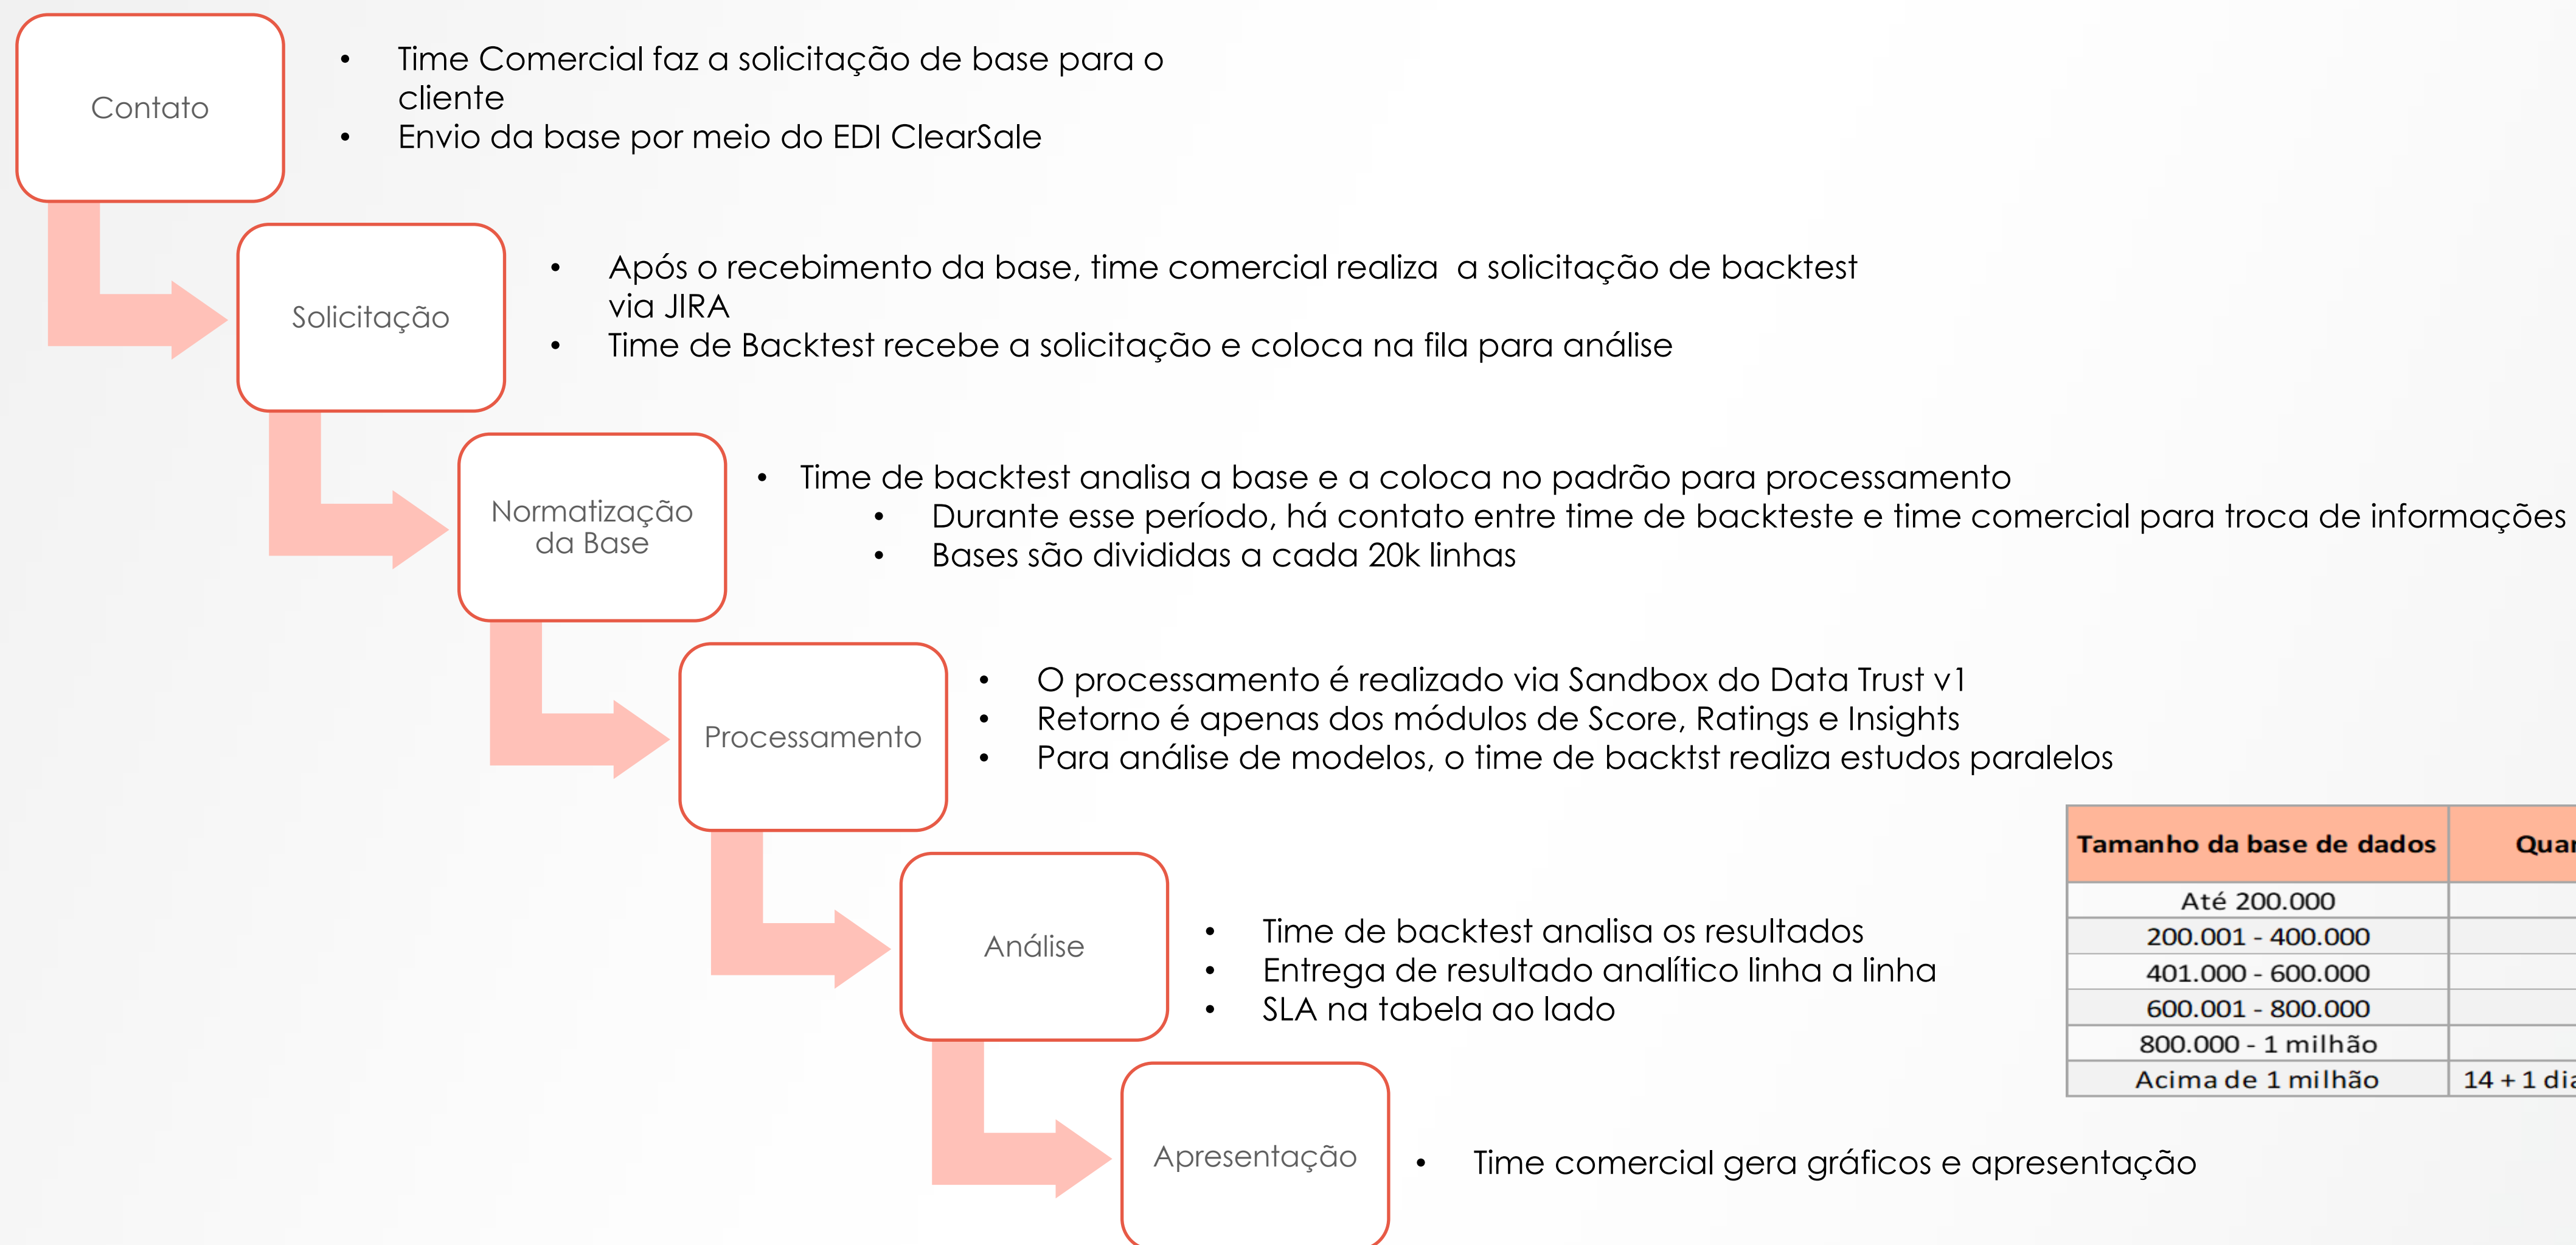 Contato
• Time Comercial faz a solicitação de base para o
cliente
• Envio da base por meio do EDI ClearSale
Solicitação
• Após o recebimento da base, time comercial realiza a solicitação de backtest
via JIRA
• Time de Backtest recebe a solicitação e coloca na fila para análise
Normatização
da Base
• Time de backtest analisa a base e a coloca no padrão para processamento
• Durante esse período, há contato entre time de backteste e time comercial para troca de informações
• Bases são divididas a cada 20k linhas
Processamento
• O processamento é realizado via Sandbox do Data Trust v1
• Retorno é apenas dos módulos de Score, Ratings e Insights
• Para análise de modelos, o time de backtst realiza estudos paralelos
Análise
• Time de backtest analisa os resultados
• Entrega de resultado analítico linha a linha
• SLA na tabela ao lado
Tamanho da base de dados
Até 200.000
200.001 - 400.000
401.000 - 600.000
600.001 - 800.000
800.000 - 1 milhão
Acima de 1 milhão 14 + 1
Apresentação
• Time comercial gera gráficos e apresentação